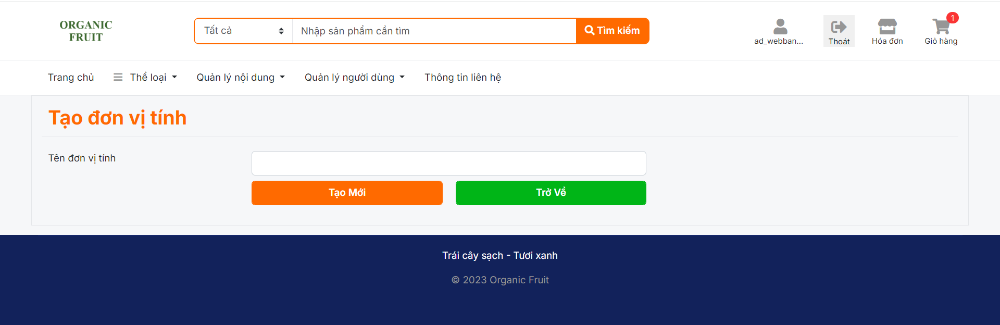 ORGANIC
FRUIT
Tất cả
Nhập sản phẩm cần tìm
Tìm kiếm
ad_webban...
Thoát
Hóa đơn
1
Giỏ hàng
Trang chủ
Thể loại
Quản lý nội dung
Quản lý người dùng
Thông tin liên hệ
Tạo đơn vị tính
Tên đơn vị tính
Tạo Mới
Trở Về
Trái cây sạch - Tươi xanh
© 2023 Organic Fruit